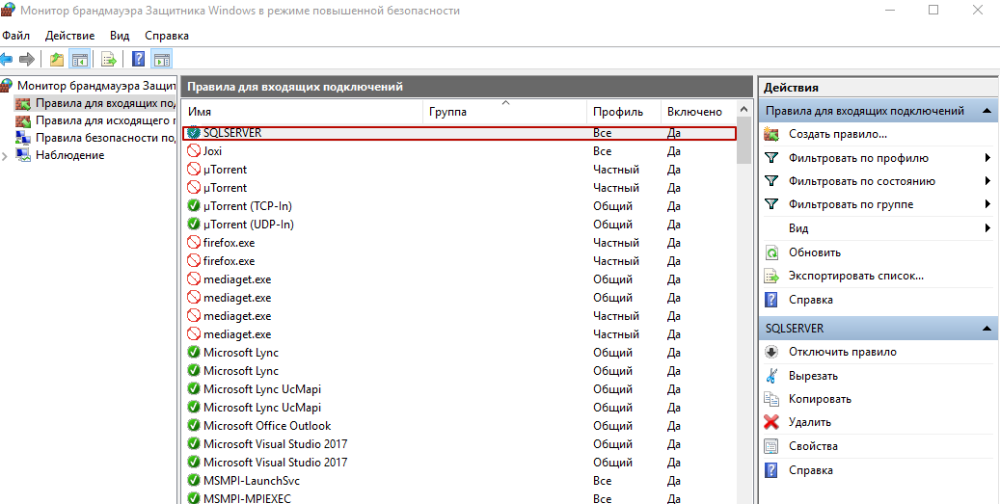 Монитор брандмауэра Защитника Windows в режиме повышенной безопасности
Файл Действие Вид Справка
Монитор брандмауэра Защит
Правила для входящих под
Правила для исходящего г
Правила безопасности под
Наблюдение
Правила для входящих подключений
Имя Группа Профиль Включено
SQLSERVER Все Да
Joxi Все Да
µTorrent Частный Да
µTorrent Частный Да
µTorrent (TCP-In) Общий Да
µTorrent (UDP-In) Общий Да
firefox.exe Частный Да
firefox.exe Частный Да
mediaget.exe Общий Да
mediaget.exe Общий Да
mediaget.exe Частный Да
mediaget.exe Частный Да
Microsoft Lync Общий Да
Microsoft Lync Общий Да
Microsoft Lync UcMapi Общий Да
Microsoft Lync UcMapi Общий Да
Microsoft Office Outlook Общий Да
Microsoft Visual Studio 2017 Общий Да
Microsoft Visual Studio 2017 Общий Да
MSMPI-LaunchSvc Все Да
MSMPI-MPIEXEC Все Да
Действия
Правила для входящих подключений
Создать правило...
Фильтровать по профилю
Фильтровать по состоянию
Фильтровать по группе
Вид
Обновить
Экспортировать список...
Справка
SQLSERVER
Отключить правило
Вырезать
Копировать
Удалить
Свойства
Справка